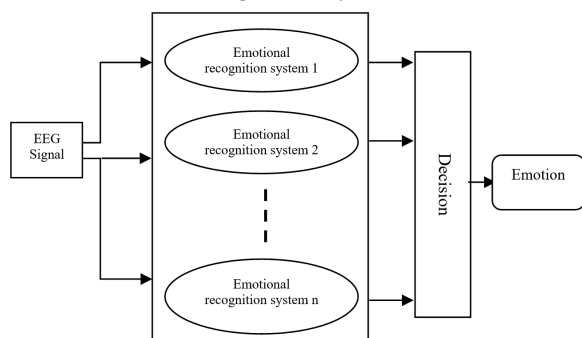 EEG
Signal
Emotional
recognition system 1
Emotional
recognition system 2
Emotional
recognition system n
Decision
Emotion